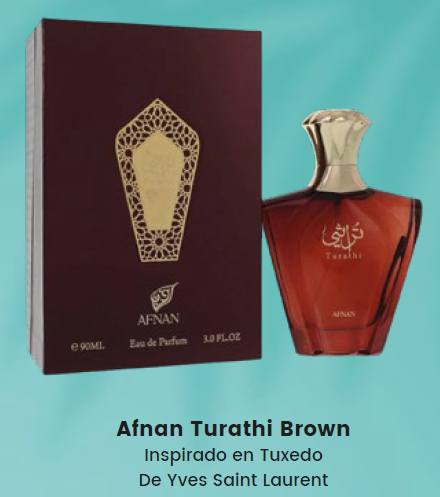 AFNAN
℮ 90ML Eau de Parfum 3.0 FL.OZ
تراثي
Turathi
AFNAN
Afnan Turathi Brown
Inspirado en Tuxedo
De Yves Saint Laurent